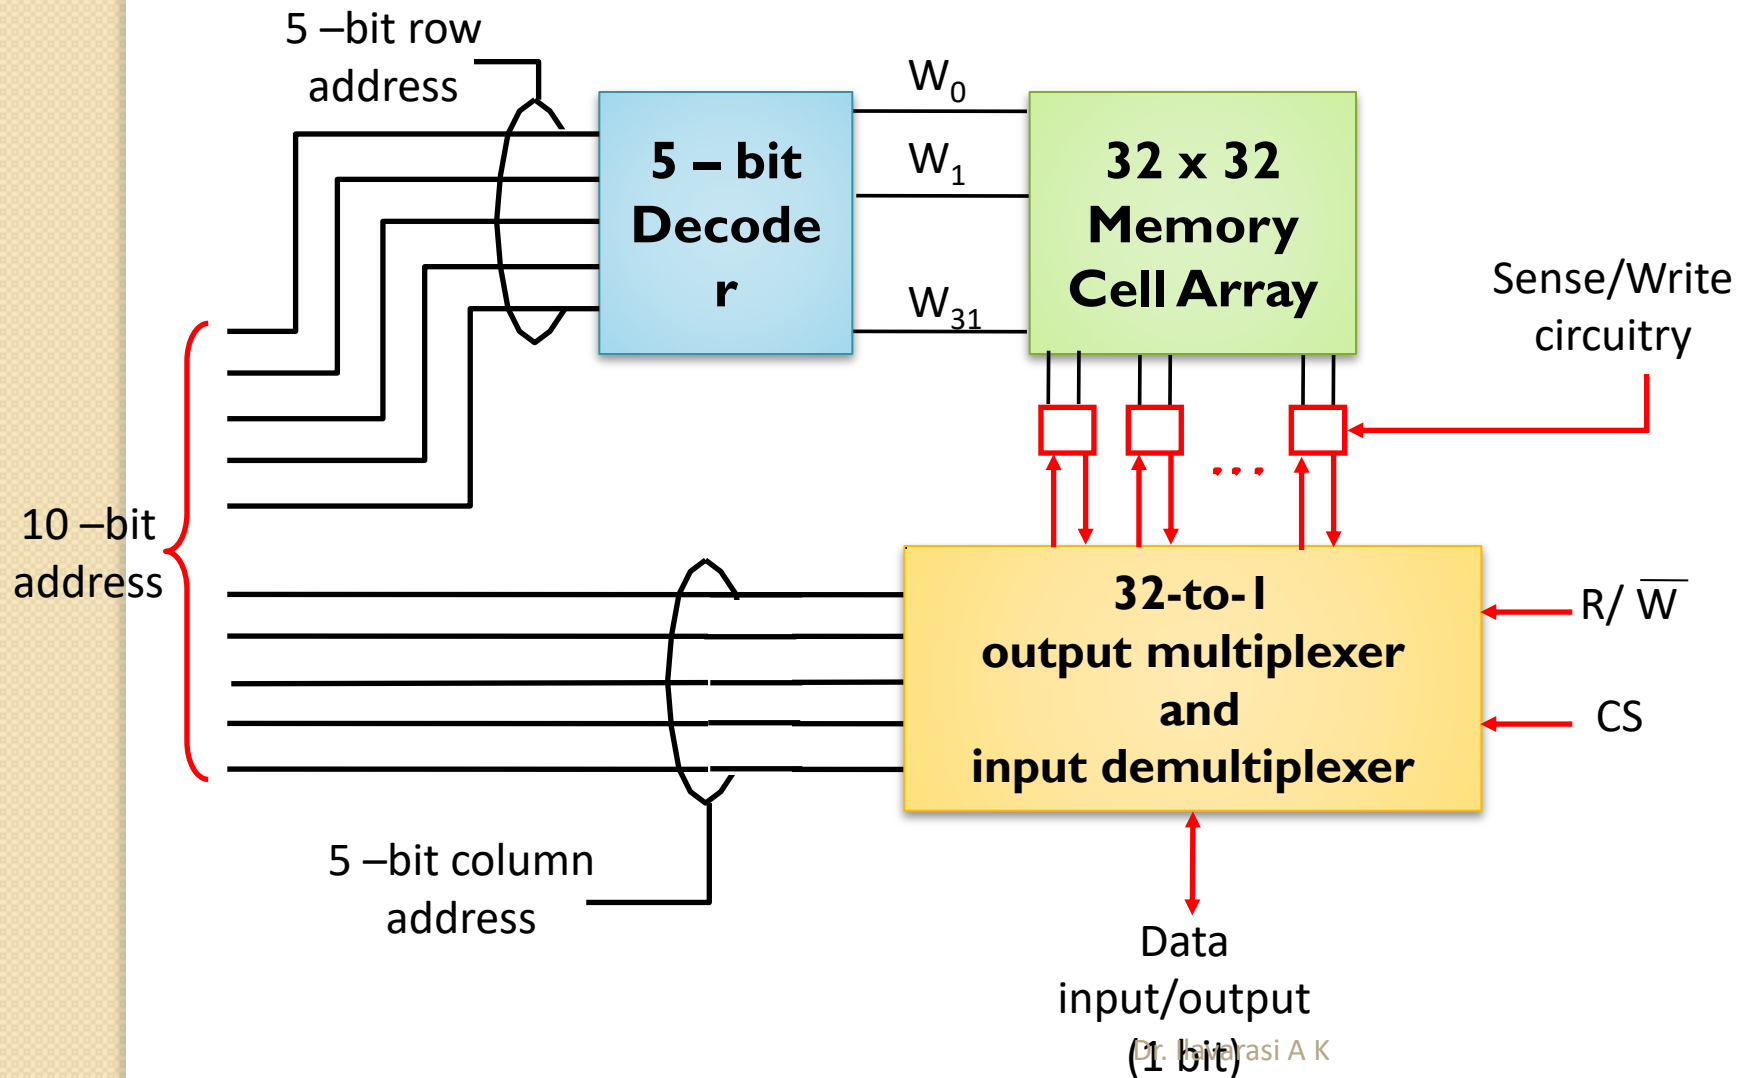 5 –bit row
address
5 – bit
Decode
r
W0
W1
W31
32 x 32
Memory
Cell Array
Sense/Write
circuitry
10 –bit
address
32-to-1
output multiplexer
and
input demultiplexer
R/ W
CS
5 –bit column
address
Data
input/output
(1 bit)
Dr. Ilavarasi A K